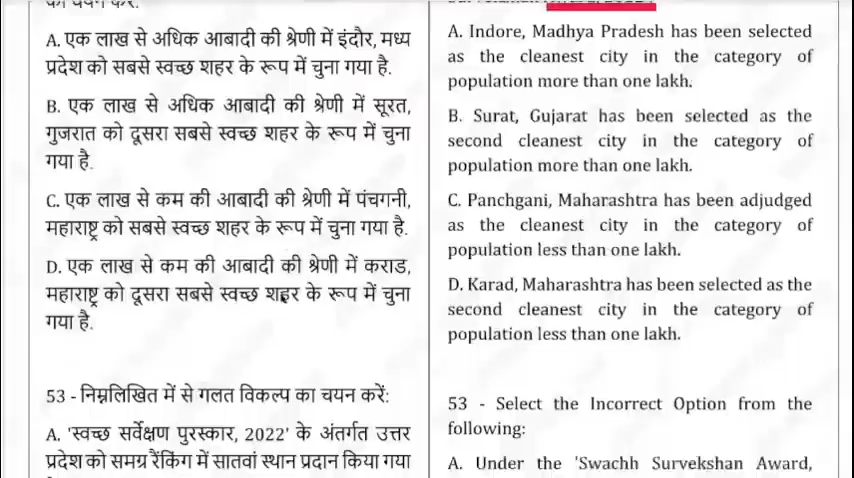 A. एक लाख से अधिक आबादी की श्रेणी में इंदौर, मध्य
प्रदेश को सबसे स्वच्छ शहर के रूप में चुना गया है.
B. एक लाख से अधिक आबादी की श्रेणी में सूरत,
गुजरात को दूसरा सबसे स्वच्छ शहर के रूप में चुना
गया है.
C. एक लाख से कम की आबादी की श्रेणी में पंचगनी,
महाराष्ट्र को सबसे स्वच्छ शहर के रूप में चुना गया है.
D. एक लाख से कम की आबादी की श्रेणी में कराड,
महाराष्ट्र को दूसरा सबसे स्वच्छ शहर के रूप में चुना
गया है.
53 - निम्नलिखित में से गलत विकल्प का चयन करें:
A. 'स्वच्छ सर्वेक्षण पुरस्कार, 2022' के अंतर्गत उत्तर
प्रदेश को समग्र रैंकिंग में सातवां स्थान प्रदान किया गया
A. Indore, Madhya Pradesh has been selected
as the cleanest city in the category of
population more than one lakh.
B. Surat, Gujarat has been selected as the
second cleanest city in the category of
population more than one lakh.
C. Panchgani, Maharashtra has been adjudged
as the cleanest city in the category of
population less than one lakh.
D. Karad, Maharashtra has been selected as the
second cleanest city in the category of
population less than one lakh.
53 - Select the Incorrect Option from the
following:
A. Under the 'Swachh Survekshan Award,